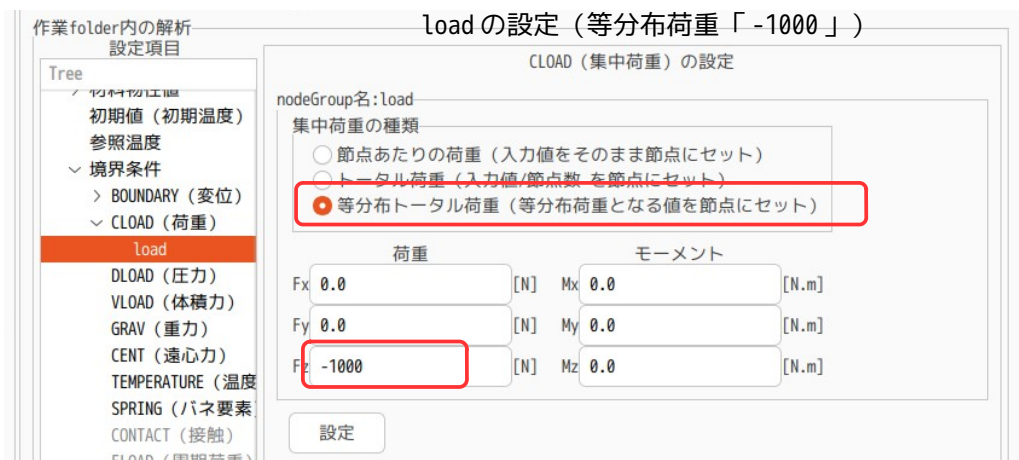 load の設定（等分布荷重「 -1000 」）
作業folder内の解析
設定項目
Tree
材料物性値
初期値（初期温度）
参照温度
境界条件
BOUNDARY（変位）
CLOAD（荷重）
load
DLOAD（圧力）
VLOAD（体積力）
GRAV（重力）
CENT（遠心力）
TEMPERATURE（温度
SPRING（バネ要素
CONTACT（接触）
CLOAD（集中荷重）の設定
nodeGroup名:load
集中荷重の種類
節点あたりの荷重（入力値をそのまま節点にセット）
トータル荷重（入力値/節点数 を節点にセット）
等分布トータル荷重（等分布荷重となる値を節点にセット）
荷重 モーメント
Fx 0.0 [N] Mx 0.0 [N.m]
Fy 0.0 [N] My 0.0 [N.m]
Fz -1000 [N] Mz 0.0 [N.m]
設定